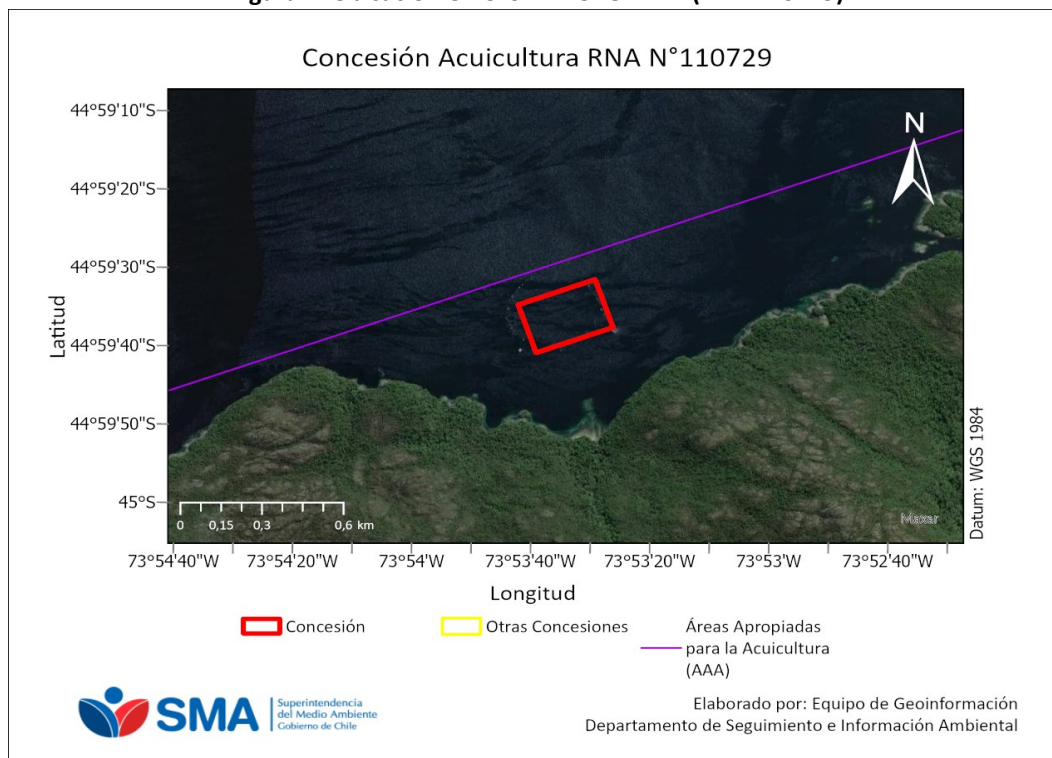 Concesión Acuicultura RNA N°110729
44°59'10"S
44°59'20"S
44°59'30"S
44°59'40"S
44°59'50"S
45°S
Latitud
N
Datum: WGS 1984
0 0,15 0,3 0,6 km
Maxar
73°54'40"W 73°54'20"W 73°54'W 73°53'40"W 73°53'20"W 73°53'W 73°52'40"W
Longitud
Concesión
Otras Concesiones
Áreas Apropiadas
para la Acuicultura
(AAA)
SMA
Superintendencia
del Medio Ambiente
Gobierno de Chile
Elaborado por: Equipo de Geoinformación
Departamento de Seguimiento e Información Ambiental